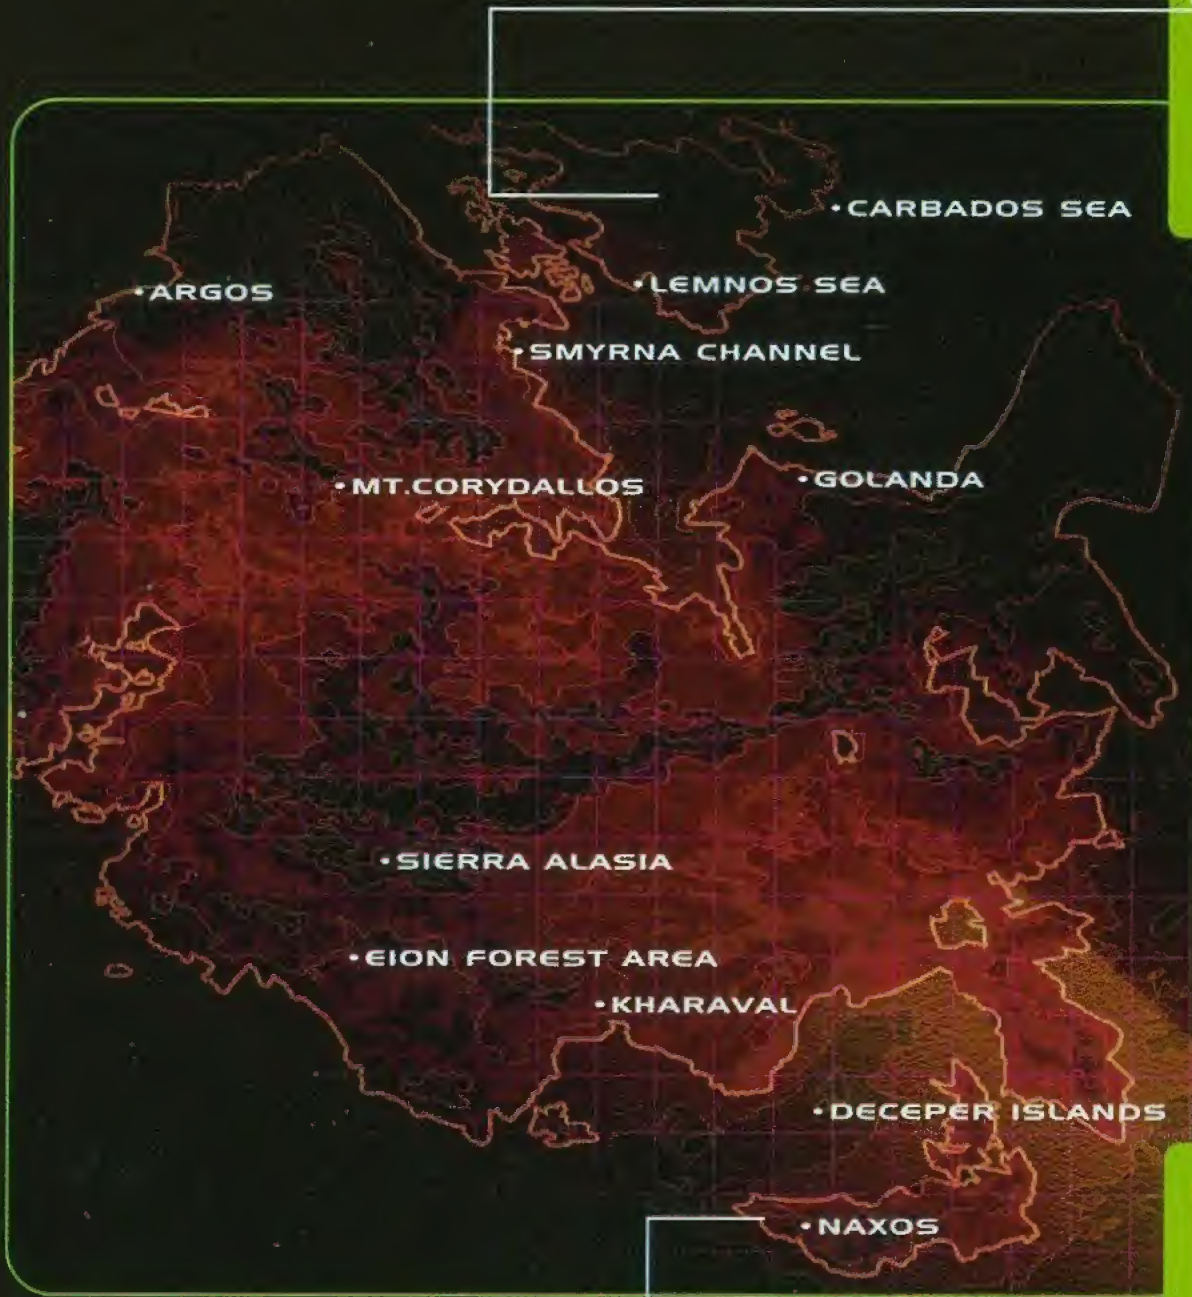 •CARBADOS SEA
•LEMNOS SEA
•ARGOS
•SMYRNA CHANNEL
•MT.CORYDALLOS
•GOLANDA
•SIERRA ALASIA
•EION FOREST AREA
•KHARAVAL
•DECEPER ISLANDS
•NAXOS